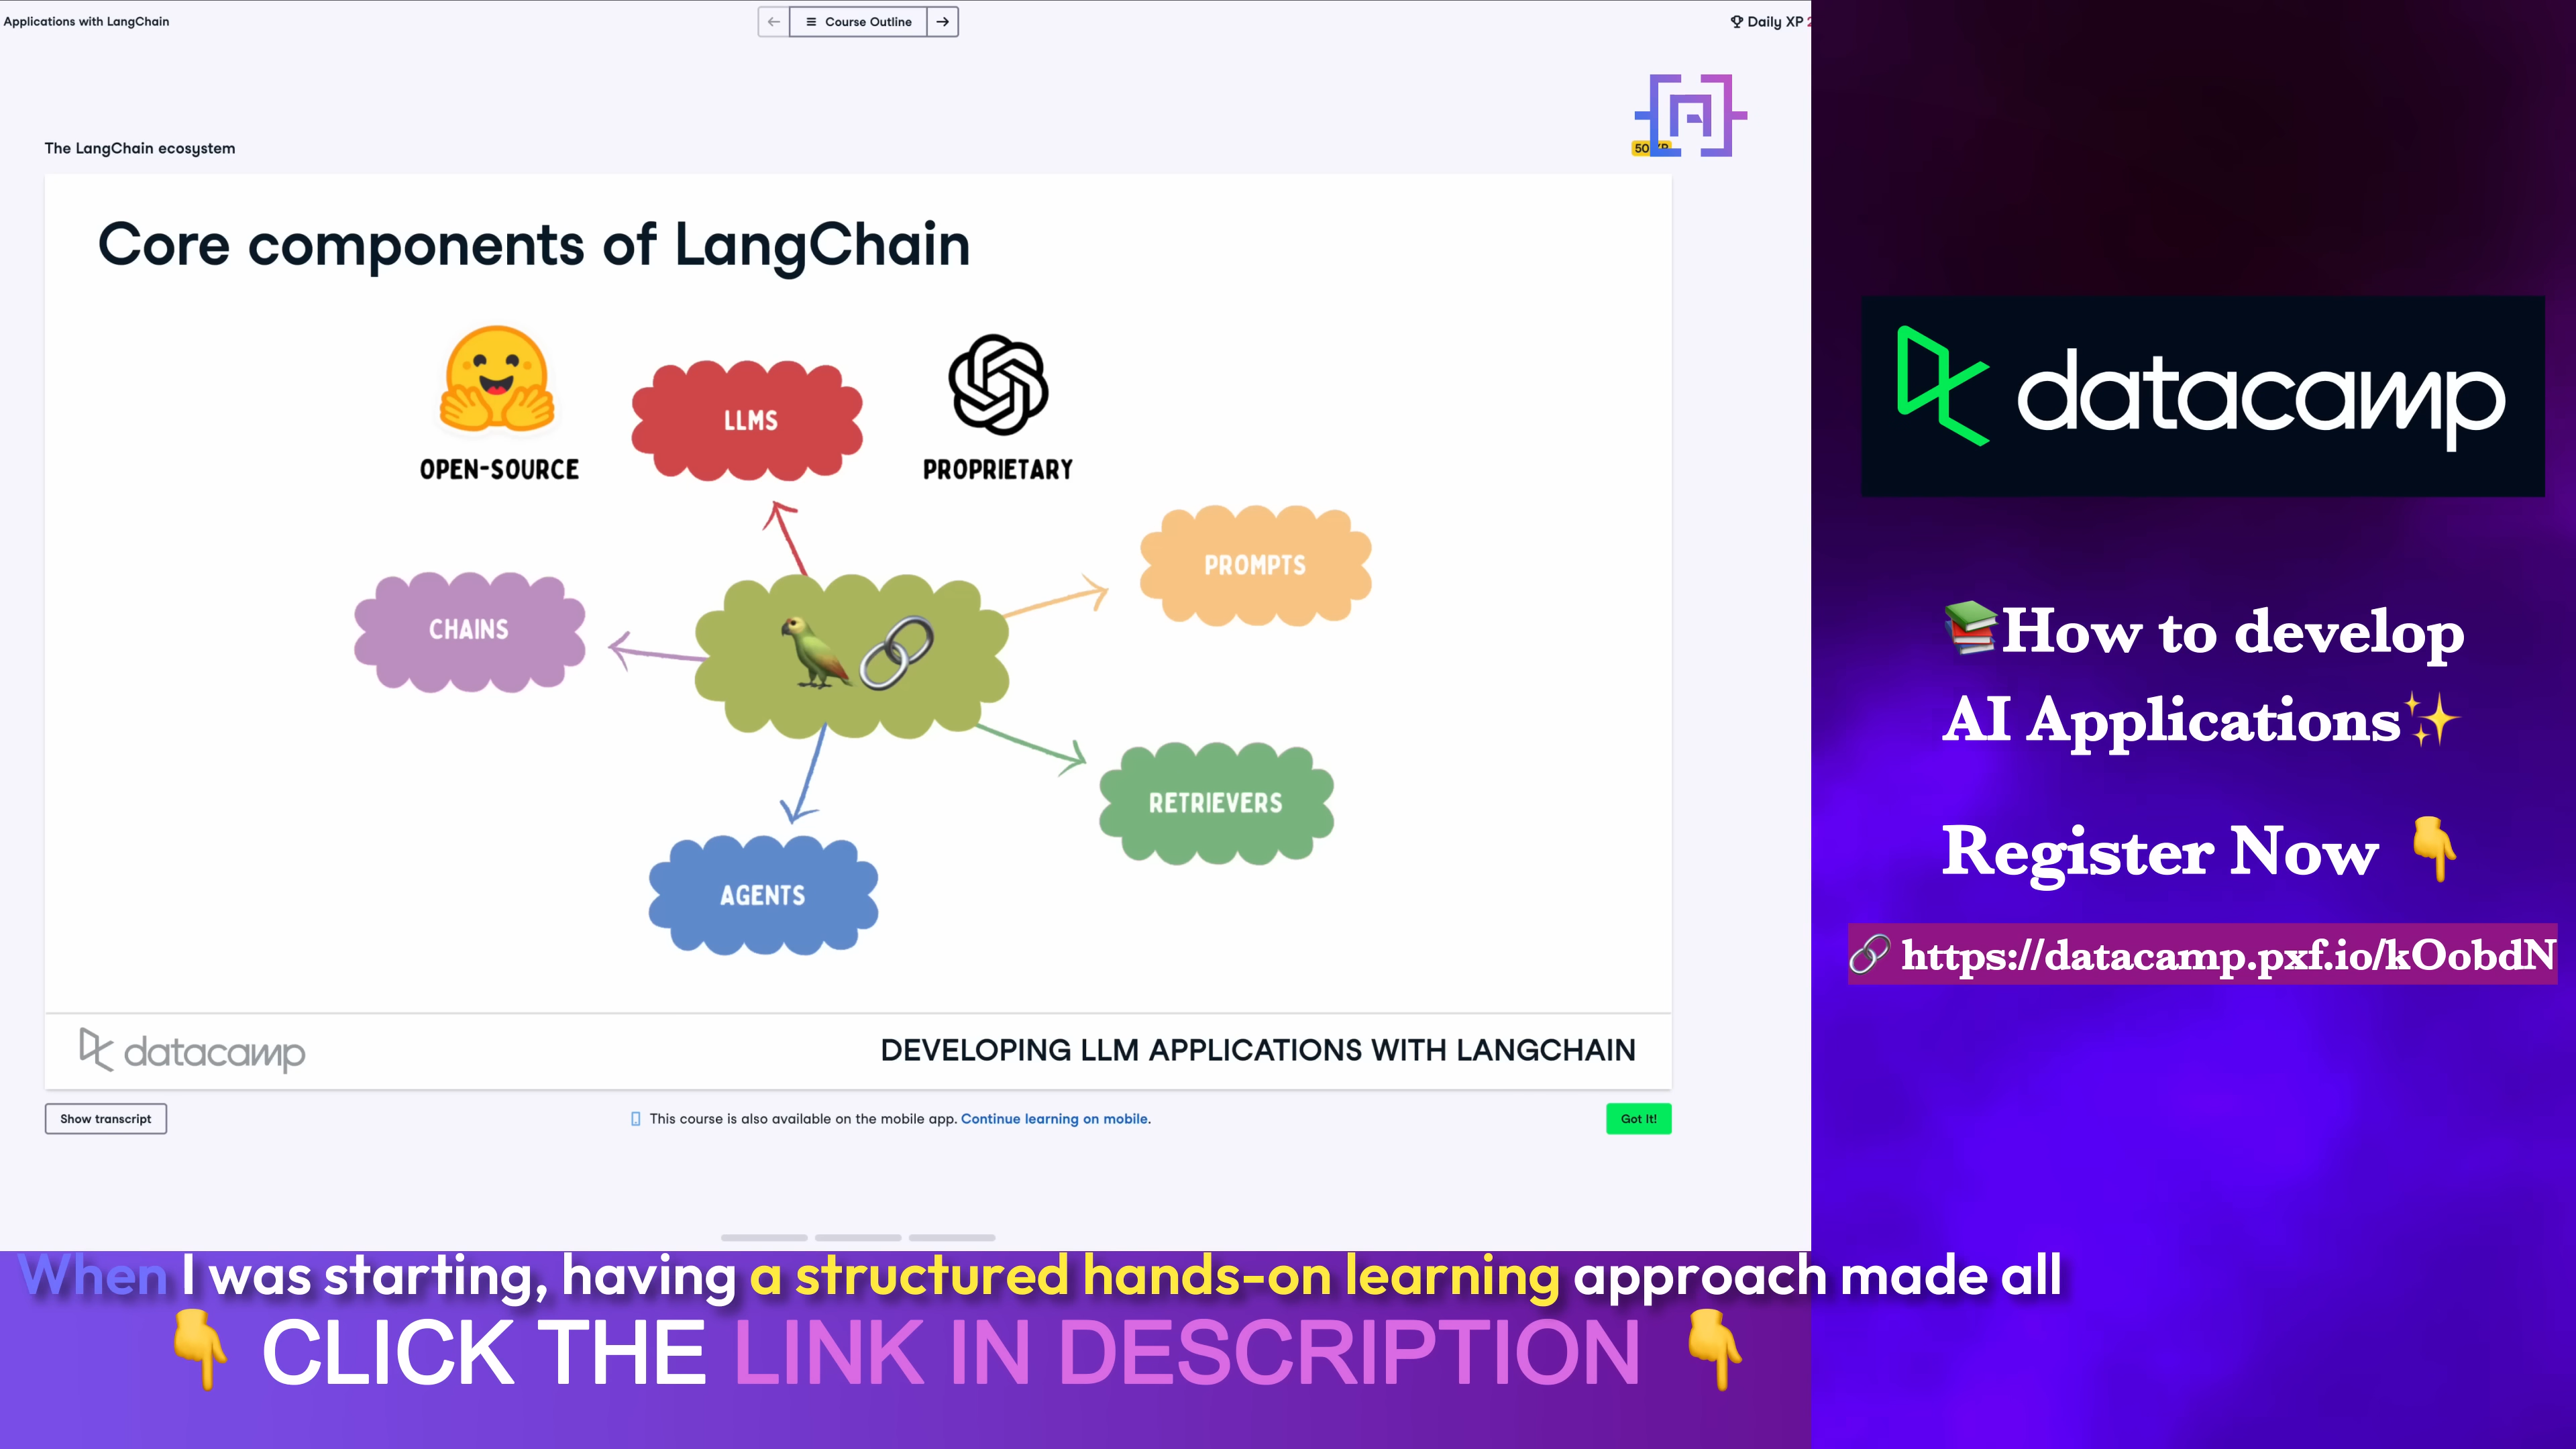 Applications with LangChain
Course Outline
Daily XP
The LangChain ecosystem
Core components of LangChain
LLMS
OPEN-SOURCE
PROPRIETARY
PROMPTS
CHAINS
RETRIEVERS
AGENTS
datacamp
DEVELOPING LLM APPLICATIONS WITH LANGCHAIN
Show transcript
This course is also available on the mobile app. Continue learning on mobile.
Got It!
datacamp
📚How to develop
AI Applications✨
Register Now 👇
🔗 https://datacamp.pxf.io/kOobdN
When I was starting, having a structured hands-on learning approach made all
👇 CLICK THE LINK IN DESCRIPTION 👇